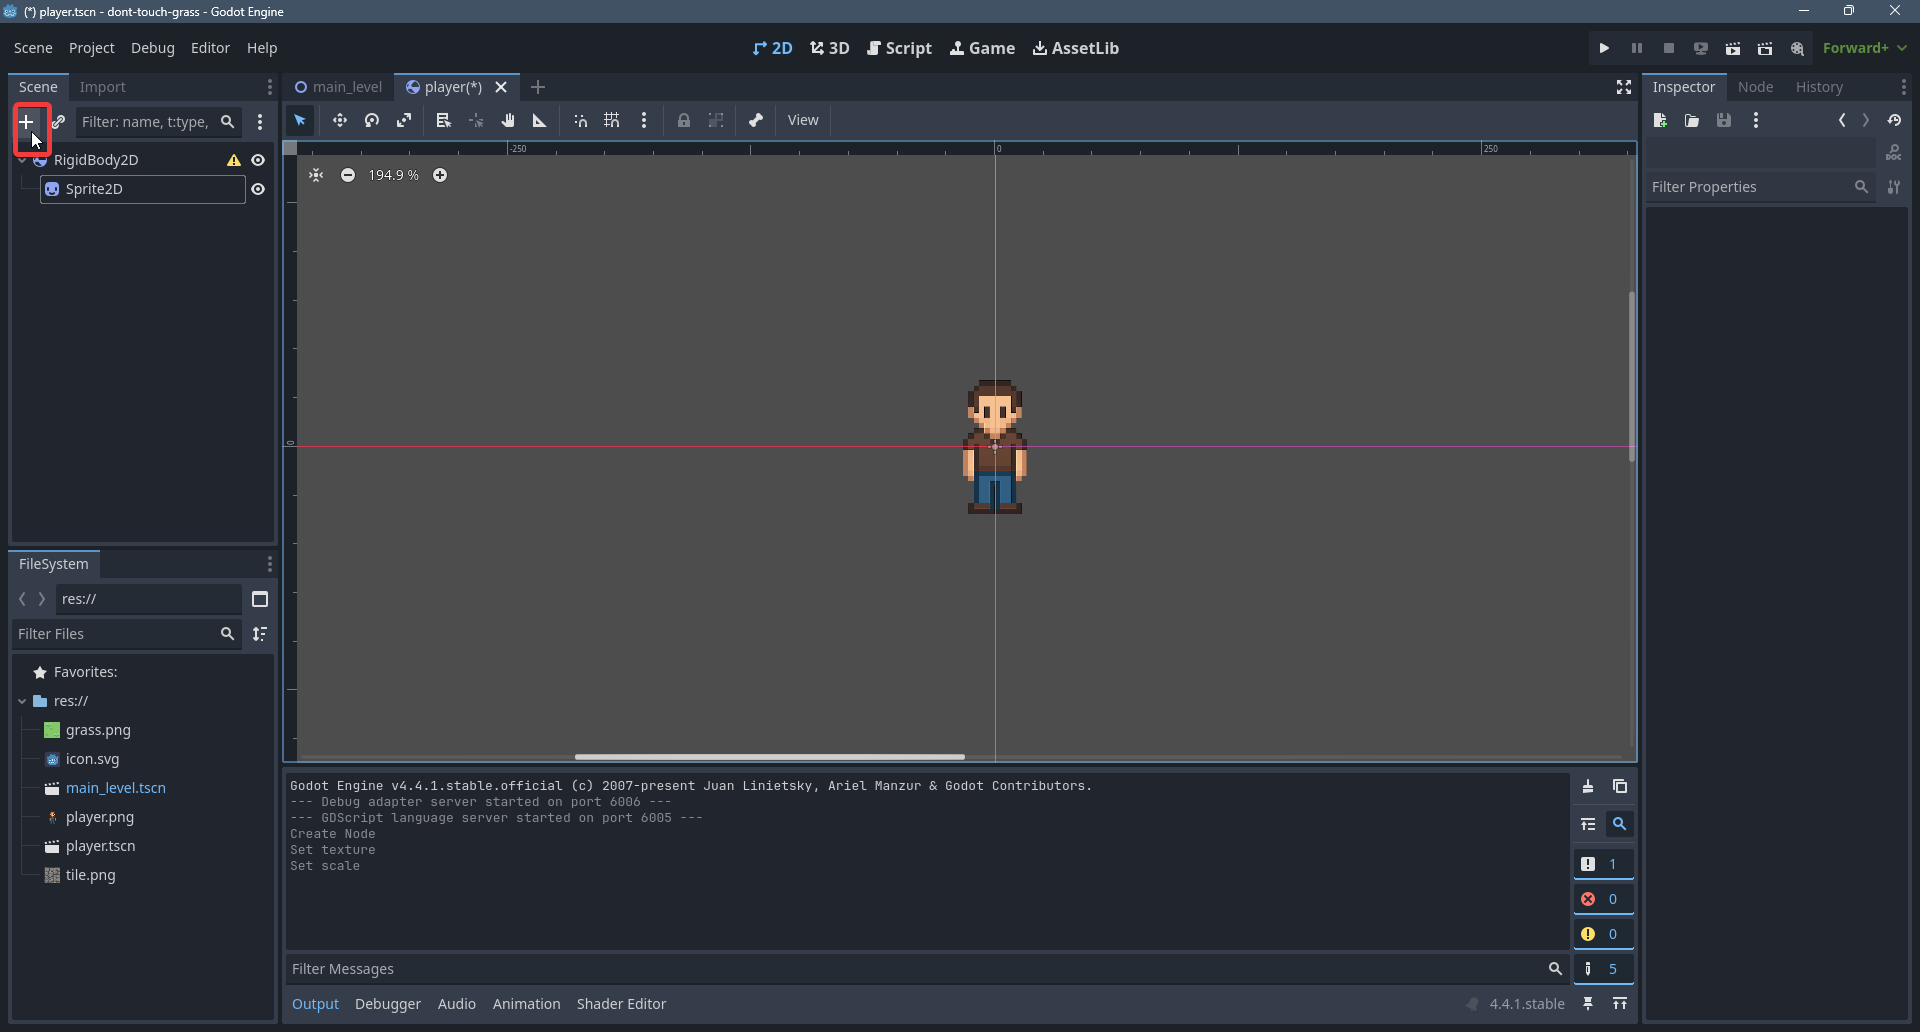 (*) player.tscn - dont-touch-grass - Godot Engine
Scene Project Debug Editor Help
2D 3D Script Game AssetLib
Forward+
Scene Import
main_level player(*)
Inspector Node History
Filter: name, t:type,
View
RigidBody2D
Sprite2D
-250 0 250
194.9 %
0
Filter Properties
FileSystem
res://
Filter Files
Favorites:
res://
grass.png
icon.svg
main_level.tscn
player.png
player.tscn
tile.png
Godot Engine v4.4.1.stable.official (c) 2007-present Juan Linietsky, Ariel Manzur & Godot Contributors.
--- Debug adapter server started on port 6006 ---
--- GDScript language server started on port 6005 ---
Create Node
Set texture
Set scale
1
0
0
5
Filter Messages
Output Debugger Audio Animation Shader Editor
4.4.1.stable
DOC